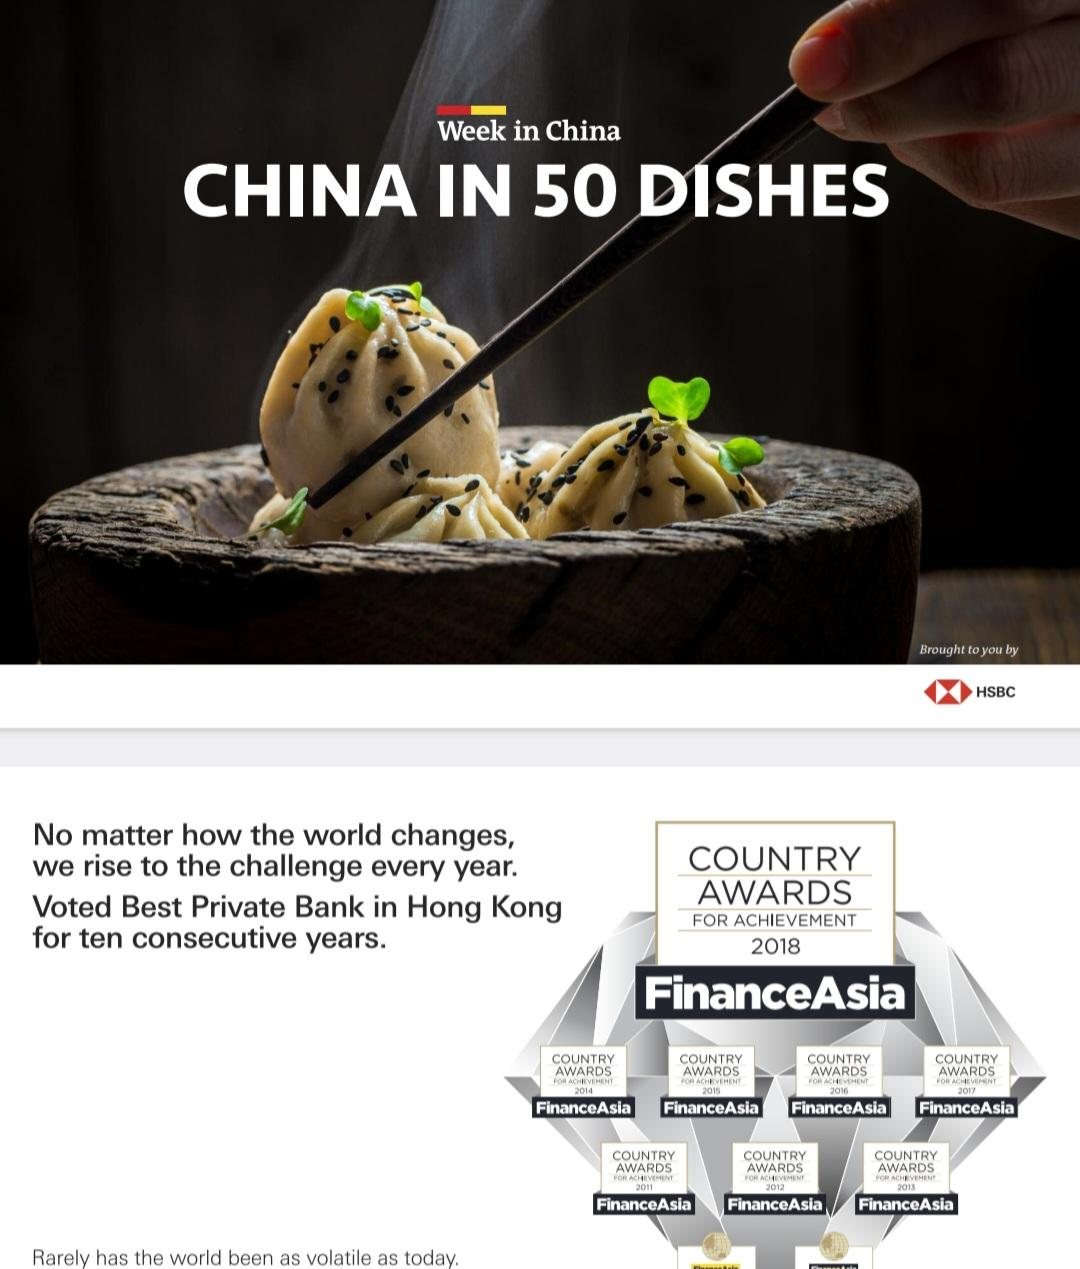 Week in China
CHINA IN 50 DISHES
Brought to you by
HSBC
No matter how the world changes,
we rise to the challenge every year.
Voted Best Private Bank in Hong Kong
for ten consecutive years.
COUNTRY
AWARDS
FOR ACHIEVEMENT
2018
FinanceAsia
COUNTRY
AWARDS
FOR ACHIEVEMENT
2014
FinanceAsia
COUNTRY
AWARDS
FOR ACHIEVEMENT
2015
FinanceAsia
COUNTRY
AWARDS
FOR ACHIEVEMENT
2016
FinanceAsia
COUNTRY
AWARDS
FOR ACHIEVEMENT
2017
FinanceAsia
COUNTRY
AWARDS
FOR ACHIEVEMENT
2011
FinanceAsia
COUNTRY
AWARDS
FOR ACHIEVEMENT
2012
FinanceAsia
COUNTRY
AWARDS
FOR ACHIEVEMENT
2013
FinanceAsia
Rarely has the world been as volatile as today.
FinanceAsia
FinanceAsia